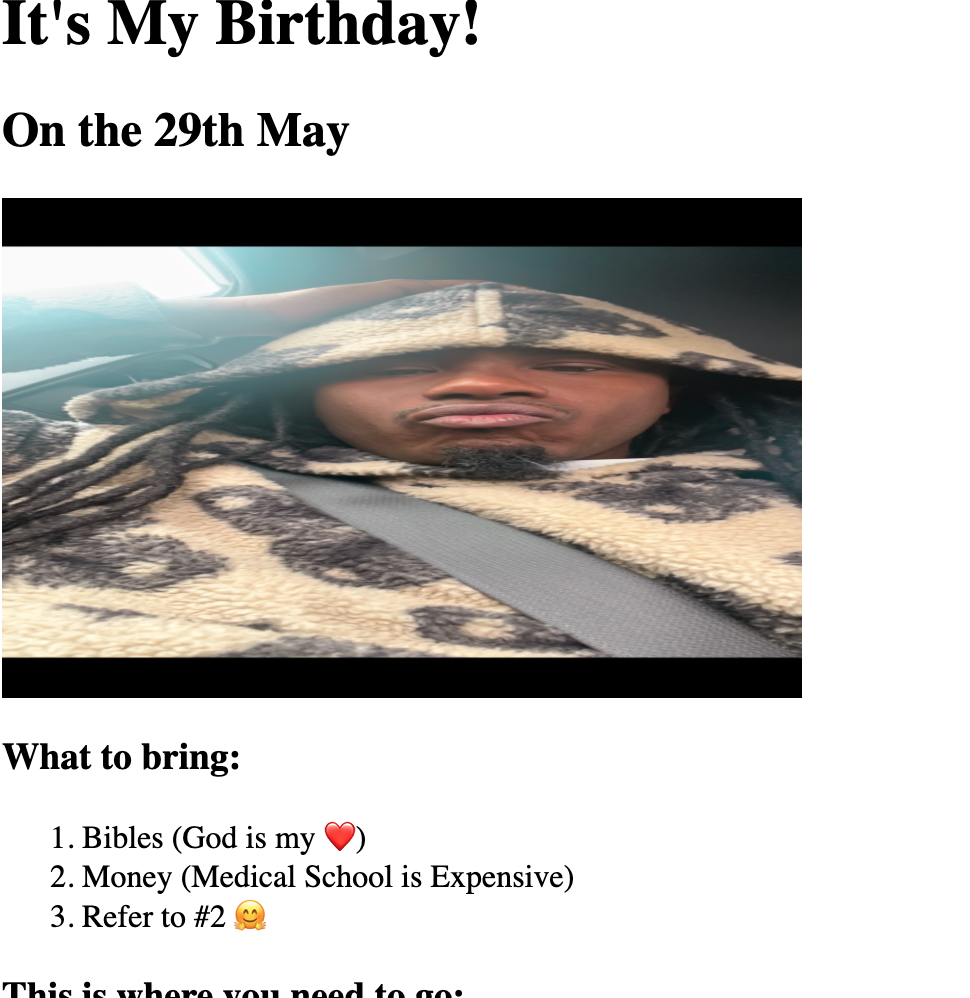 It's My Birthday!
On the 29th May
What to bring:
1. Bibles (God is my ❤️)
2. Money (Medical School is Expensive)
3. Refer to #2 🤗
This is where you need to go: